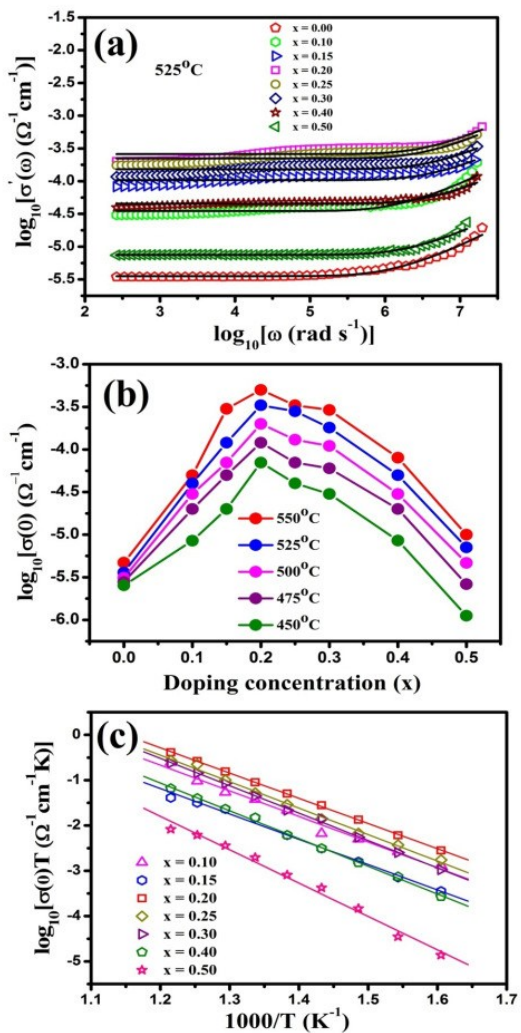 (a)
525°C
x = 0.00
x = 0.10
x = 0.15
x = 0.20
x = 0.25
x = 0.30
x = 0.40
x = 0.50
log₁₀[σ'(ω) (Ω⁻¹ cm⁻¹)]
-1.5
-2.0
-2.5
-3.0
-3.5
-4.0
-4.5
-5.0
-5.5
2 3 4 5 6 7 8
log₁₀[ω (rad s⁻¹)]
(b)
log₁₀[σ(0) (Ω⁻¹ cm⁻¹)
-3.0
-3.5
-4.0
-4.5
-5.0
-5.5
-6.0
550°C
525°C
500°C
475°C
450°C
0.0 0.1 0.2 0.3 0.4 0.5
Doping concentration (x)
(c)
log₁₀[σ(0)T (Ω⁻¹cm⁻¹K)]
0
-1
-2
-3
-4
-5
x = 0.10
x = 0.15
x = 0.20
x = 0.25
x = 0.30
x = 0.40
x = 0.50
1.1 1.2 1.3 1.4 1.5 1.6 1.7
1000/T (K⁻¹)